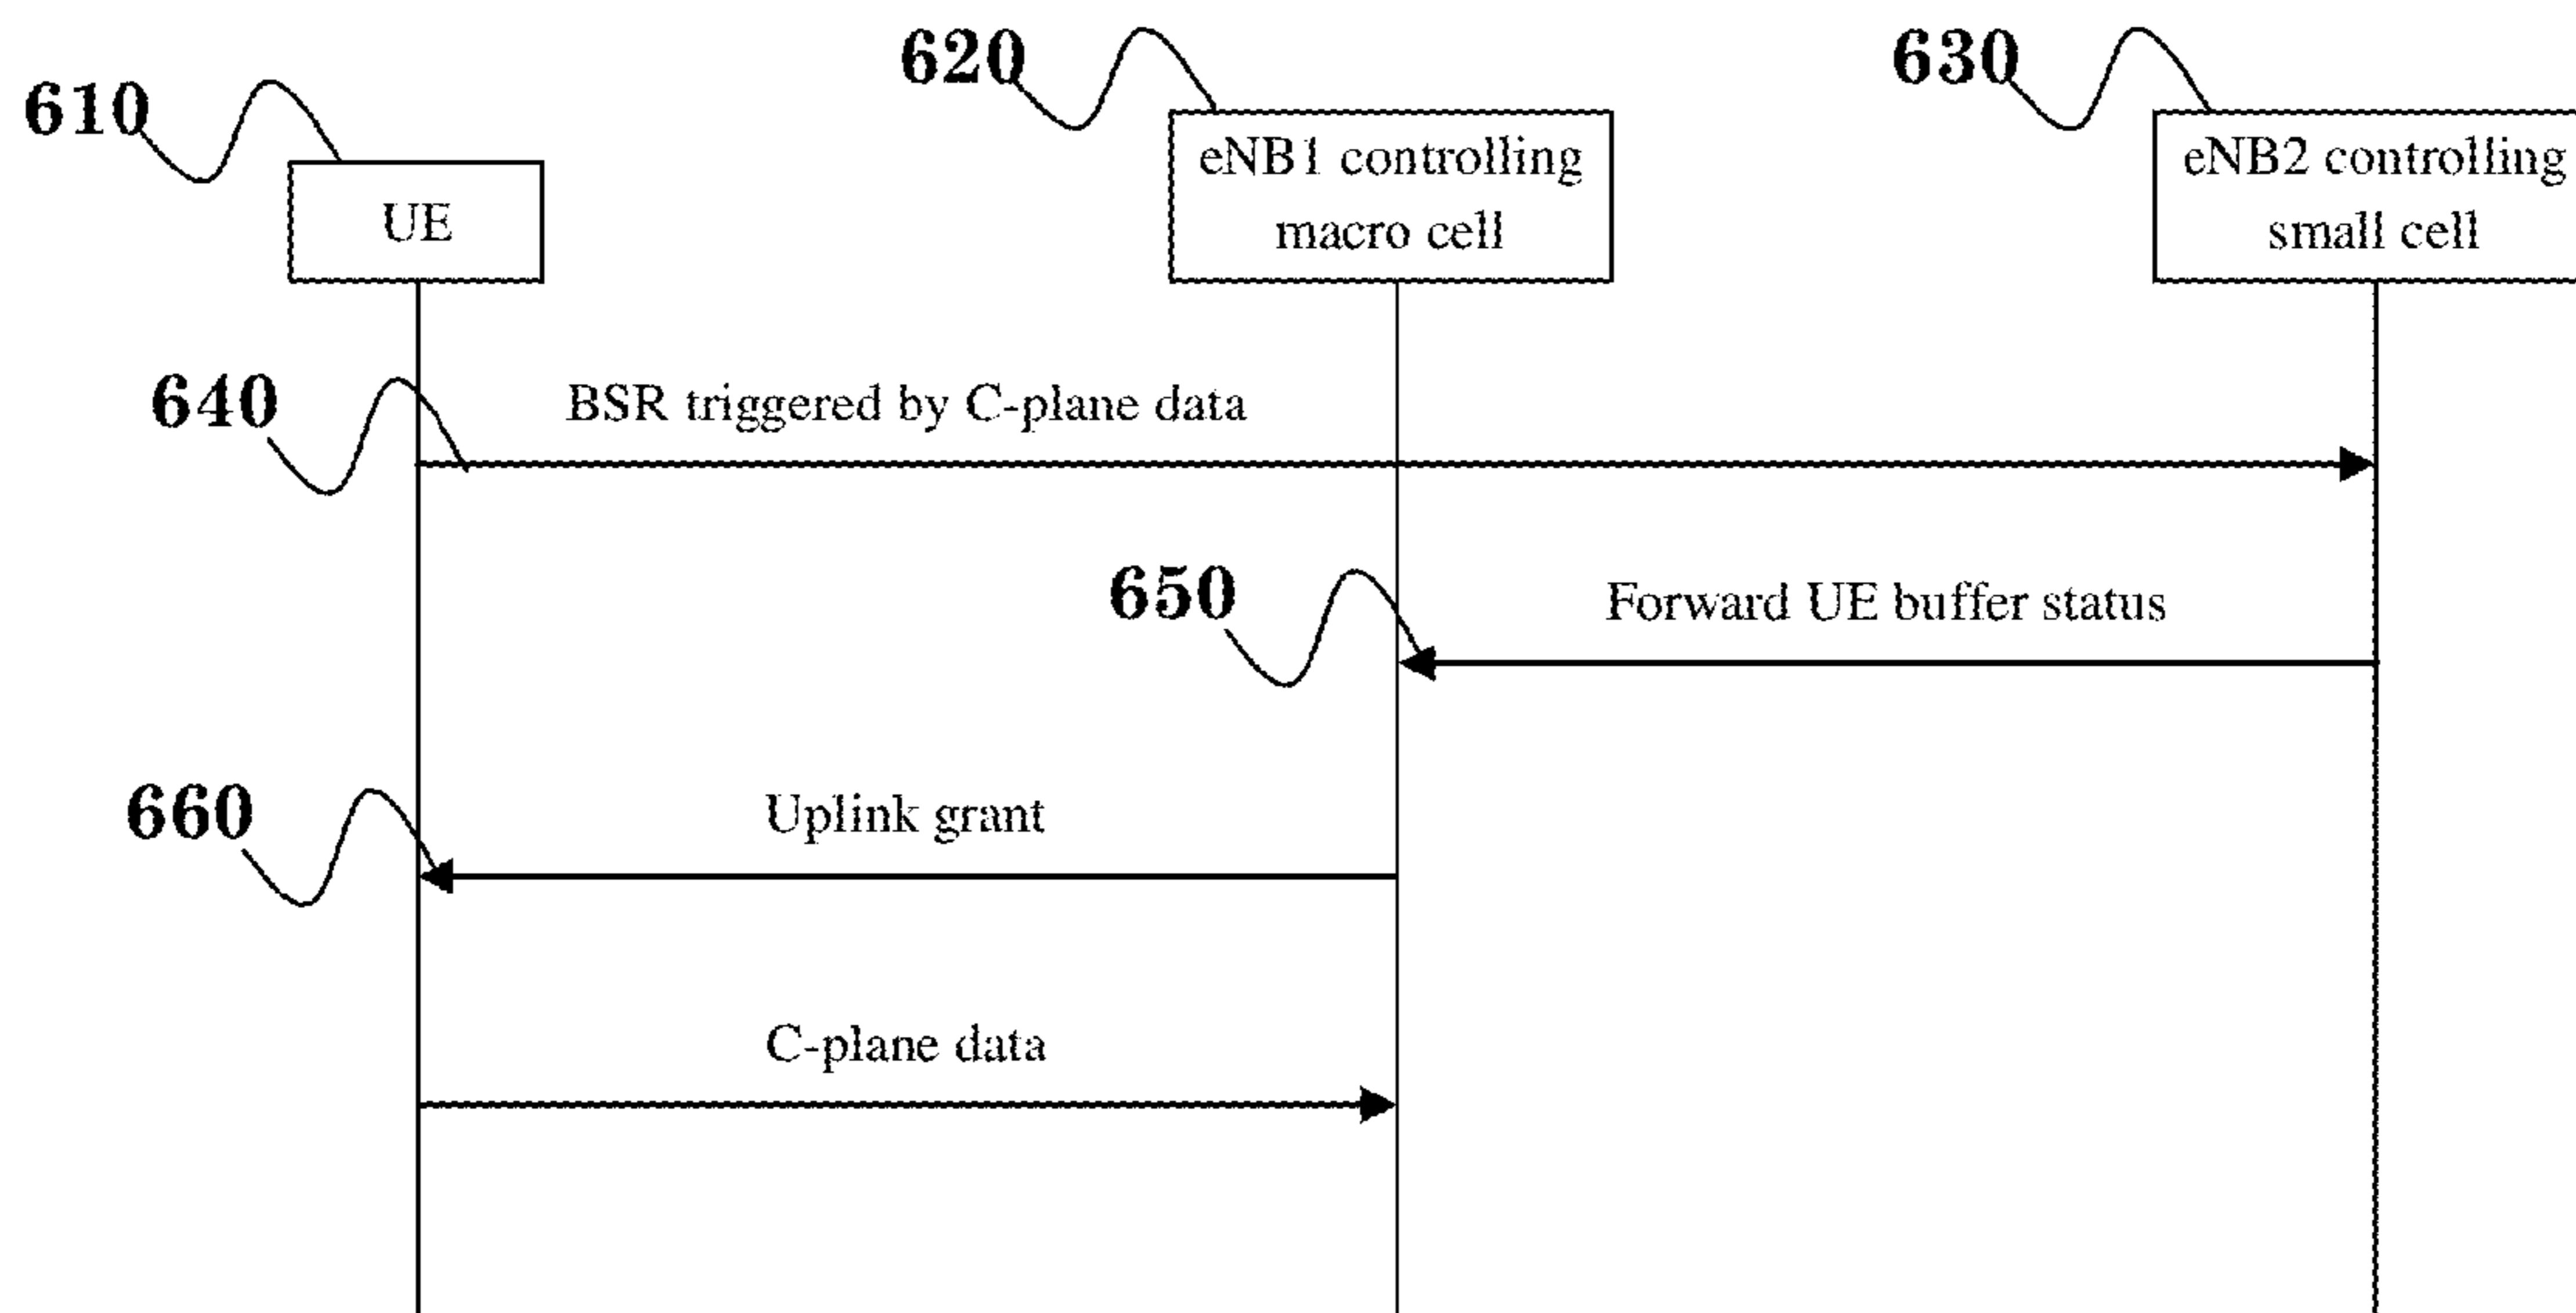 620
630
610
eNB1 controlling
macro cell
eNB2 controlling
small cell
UE
640
BSR triggered by C-plane data
650
Forward UE buffer status
660
Uplink grant
C-plane data